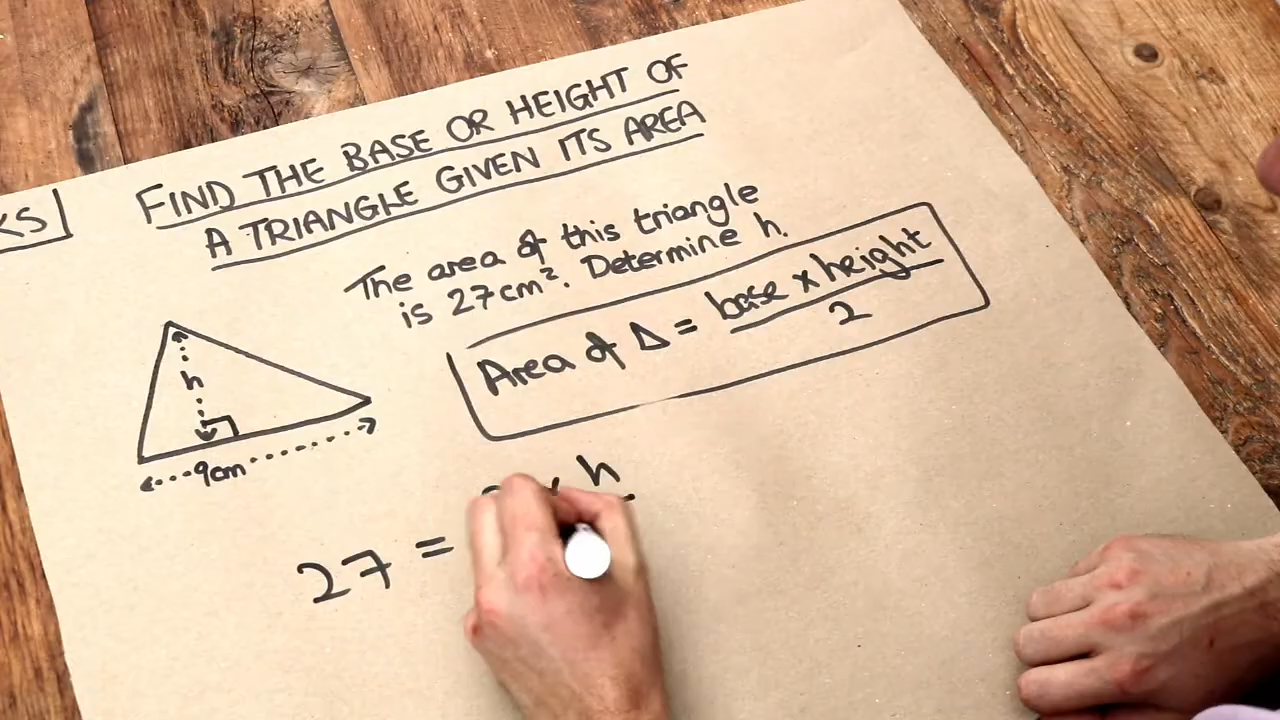 FIND THE BASE OR HEIGHT OF
A TRIANGLE GIVEN ITS AREA
The area of this triangle
is 27cm². Determine h.
Area of Δ = base x height
2
h
9cm
h
27 =